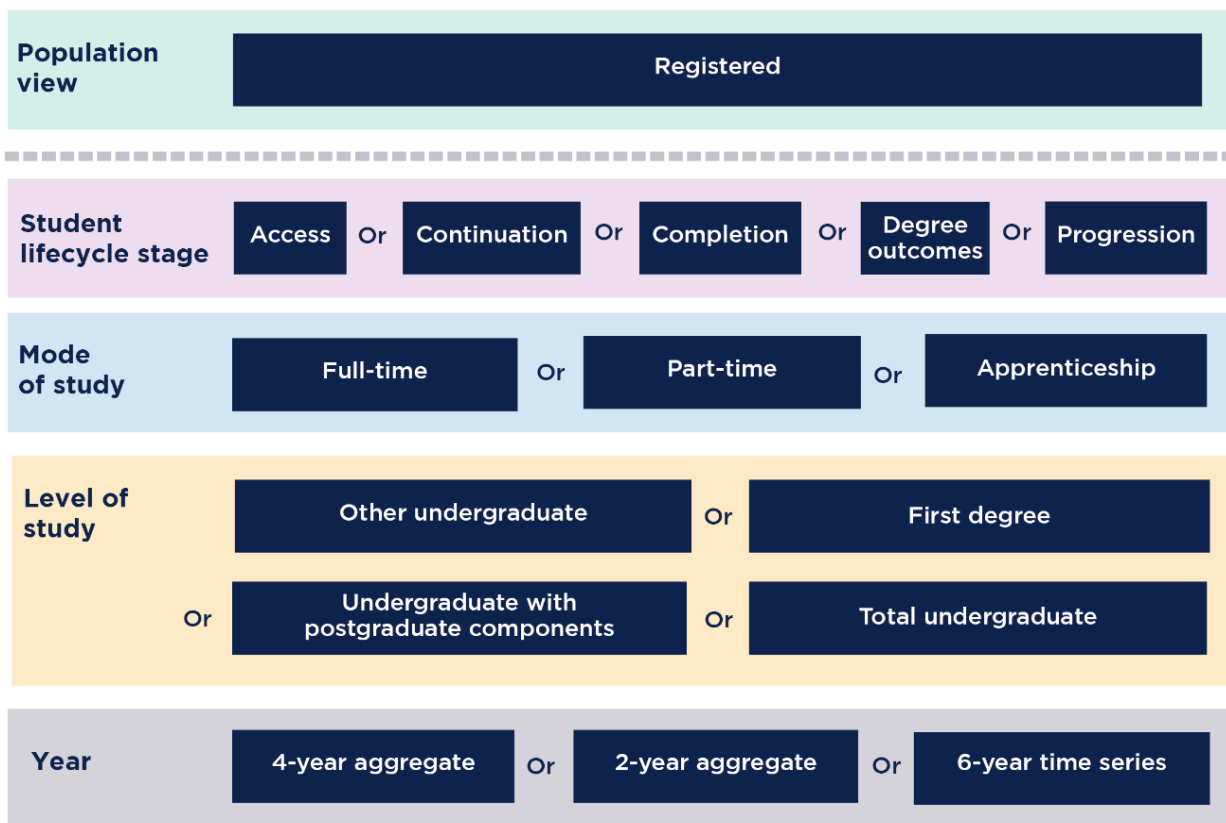 Population
view
Registered
Student
lifecycle stage
Access Or Continuation Or Completion Or Degree
outcomes Or Progression
Mode
of study
Full-time Or Part-time Or Apprenticeship
Level of
study
Other undergraduate Or First degree
Or Undergraduate with
postgraduate components Or Total undergraduate
Year
4-year aggregate Or 2-year aggregate Or 6-year time series